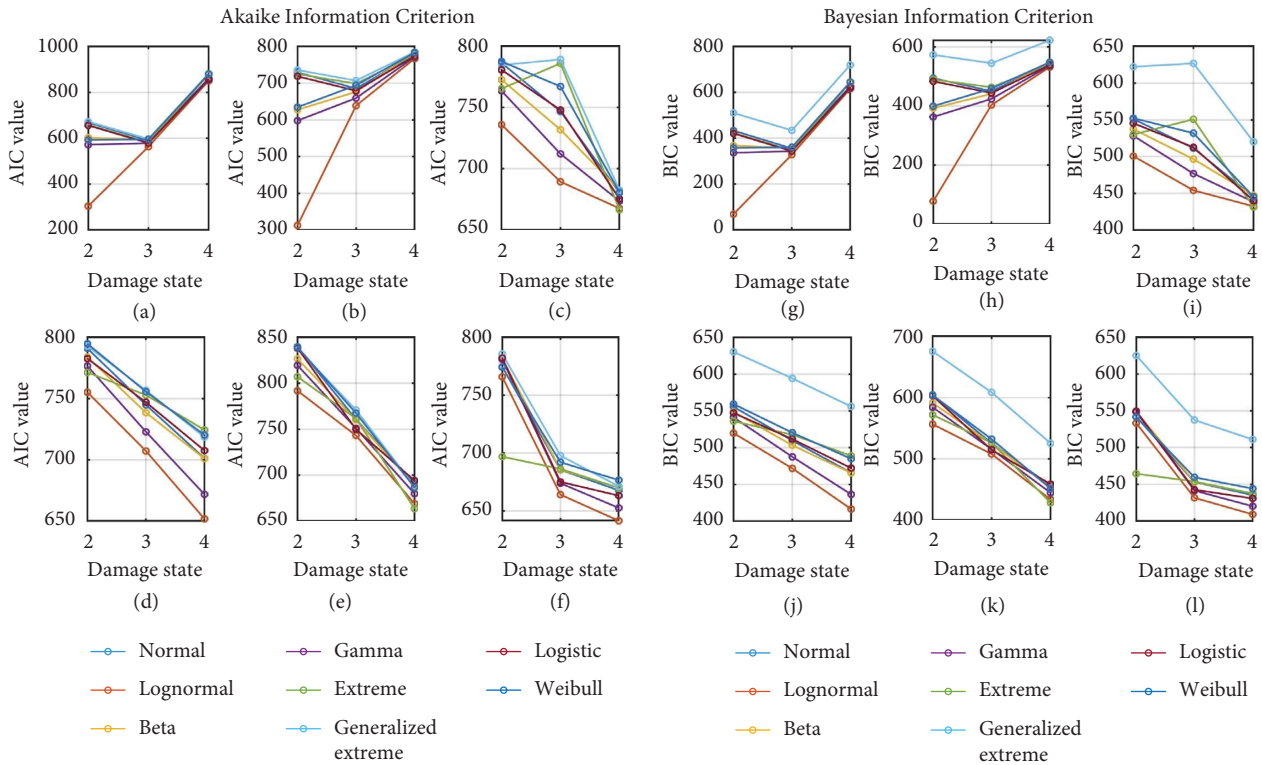 Akaike Information Criterion
Bayesian Information Criterion
1000
800
600
400
200
AIC value
2 3 4
Damage state
(a)
800
700
600
500
400
300
AIC value
2 3 4
Damage state
(b)
800
750
700
650
AIC value
2 3 4
Damage state
(c)
800
600
400
200
0
BIC value
2 3 4
Damage state
(g)
600
400
200
0
BIC value
2 3 4
Damage state
(h)
650
600
550
500
450
400
BIC value
2 3 4
Damage state
(i)
800
750
700
650
AIC value
2 3 4
Damage state
(d)
850
800
750
700
650
AIC value
2 3 4
Damage state
(e)
800
750
700
650
AIC value
2 3 4
Damage state
(f)
650
600
550
500
450
400
BIC value
2 3 4
Damage state
(j)
700
600
500
400
BIC value
2 3 4
Damage state
(k)
650
600
550
500
450
400
BIC value
2 3 4
Damage state
(l)
Normal
Lognormal
Beta
Gamma
Extreme
Generalized
extreme
Logistic
Weibull
Normal
Lognormal
Beta
Gamma
Extreme
Generalized
extreme
Logistic
Weibull